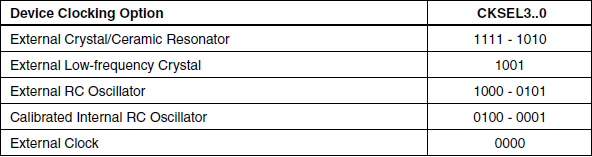 Device Clocking Option CKSEL3..0
External Crystal/Ceramic Resonator 1111 - 1010
External Low-frequency Crystal 1001
External RC Oscillator 1000 - 0101
Calibrated Internal RC Oscillator 0100 - 0001
External Clock 0000